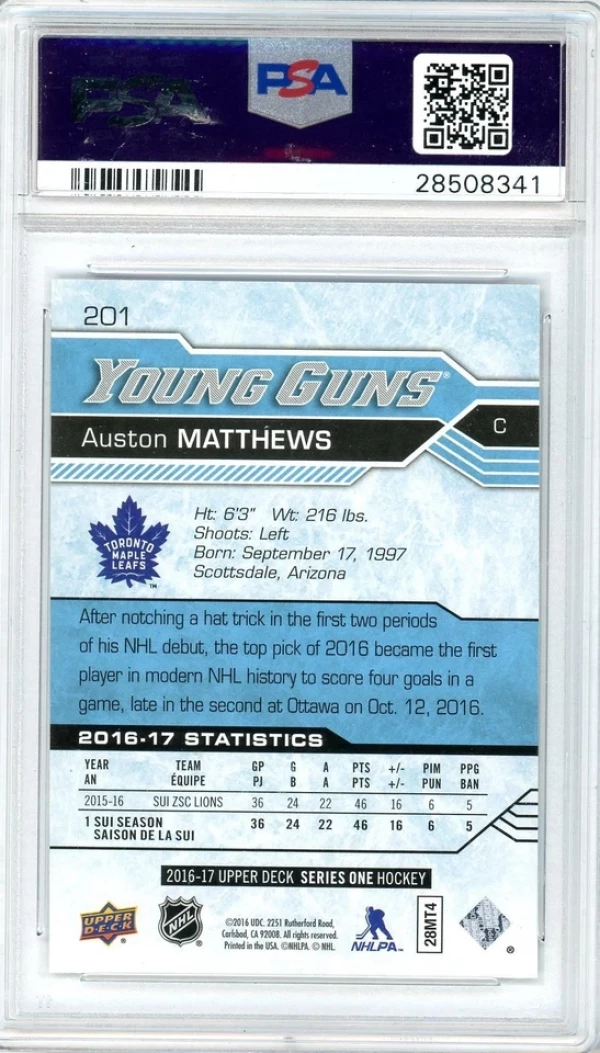 PSA
PSA
28508341
201
YOUNG GUNS®
Auston MATTHEWS
C
TORONTO
MAPLE
LEAFS
TM
Ht: 6'3" Wt: 216 lbs.
Shoots: Left
Born: September 17, 1997
Scottsdale, Arizona
After notching a hat trick in the first two periods
of his NHL debut, the top pick of 2016 became the first
player in modern NHL history to score four goals in a
game, late in the second at Ottawa on Oct. 12, 2016.
2016-17 STATISTICS
YEAR TEAM GP G A PTS +/- PIM PPG
AN ÉQUIPE PJ B A PTS +/- PUN BAN
2015-16 SUI ZSC LIONS 36 24 22 46 16 6 5
1 SUI SEASON 36 24 22 46 16 6 5
SAISON DE LA SUI
2016-17 UPPER DECK SERIES ONE HOCKEY
UPPER
DECK
NHL
©2016 UDC. 2251 Rutherford Road,
Carlsbad, CA 92008. All rights reserved.
Printed in the USA. ©NHLPA. © NHL.
NHLPA™
28MT4
®